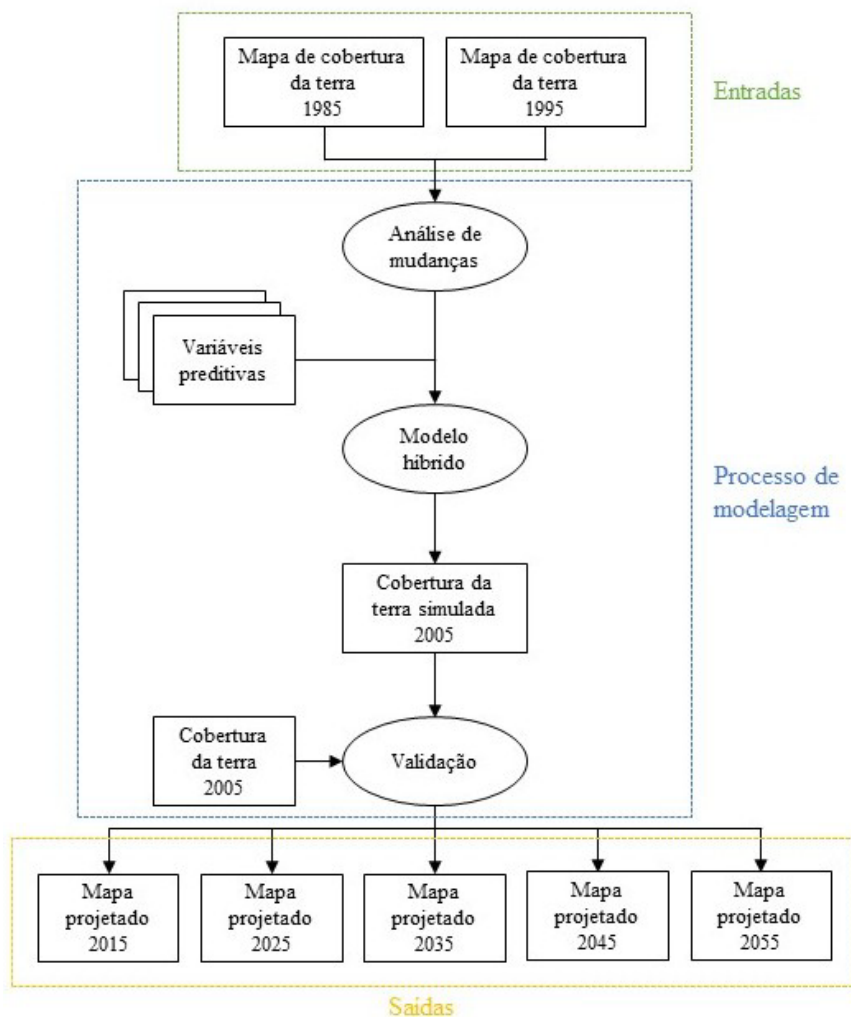 Mapa de cobertura
da terra
1985
Mapa de cobertura
da terra
1995
Entradas
Análise de
mudanças
Variáveis
preditivas
Modelo
híbrido
Processo de
modelagem
Cobertura da
terra simulada
2005
Cobertura
da terra
2005
Validação
Mapa
projetado
2015
Mapa
projetado
2025
Mapa
projetado
2035
Mapa
projetado
2045
Mapa
projetado
2055
Saídas